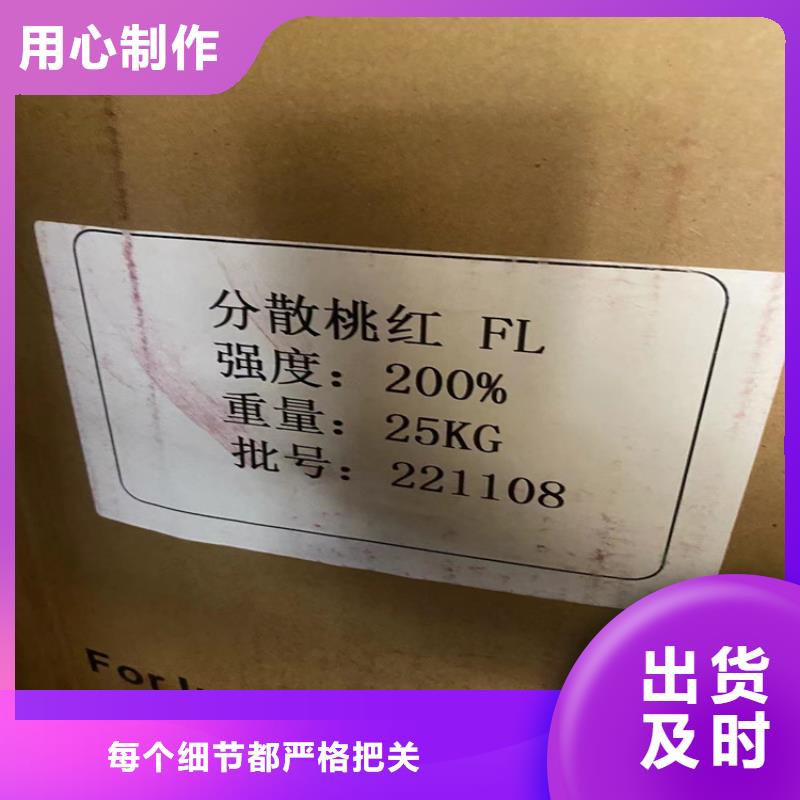 用心制作
分散桃红 FL
强度：200%
重量：25KG
批号：221108
For
出货
及时
每个细节都严格把关